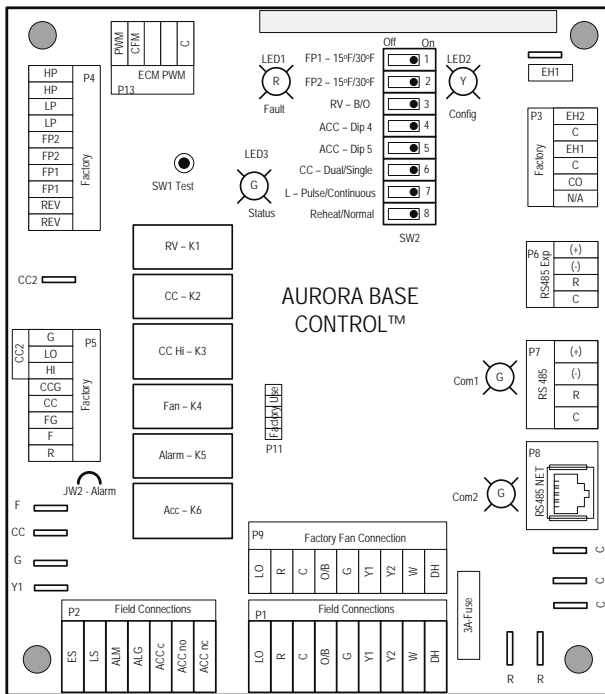 PWM
CFM
C
ECM PWM
P13
LED1
R
Fault
Off
On
FP1 – 15ºF/30ºF
1
FP2 – 15ºF/30ºF
2
RV – B/O
3
ACC – Dip 4
4
ACC – Dip 5
5
CC – Dual/Single
6
L – Pulse/Continuous
7
Reheat/Normal
8
SW2
LED2
Y
Config
EH1
P4
HP
HP
LP
LP
FP2
FP2
FP1
FP1
REV
REV
Factory
SW1 Test
LED3
G
Status
P3
Factory
EH2
C
EH1
C
CO
N/A
RV – K1
CC – K2
CC Hi – K3
Fan – K4
Alarm – K5
Acc – K6
AURORA BASE
CONTROL™
P6
RS485 Exp
(+)
(-)
R
C
CC2
CC2
P5
G
LO
HI
CCG
CC
FG
F
R
Factory
Factory Use
P11
Com1
G
P7
RS 485
(+)
(-)
R
C
JW2 - Alarm
Com2
G
P8
RS485 NET
F
CC
G
Y1
P9
Factory Fan Connection
LO
R
C
O/B
G
Y1
Y2
W
DH
3A-Fuse
C
C
C
P2
Field Connections
ES
LS
ALM
ALG
ACC c
ACC no
ACC nc
P1
Field Connections
LO
R
C
O/B
G
Y1
Y2
W
DH
R
R